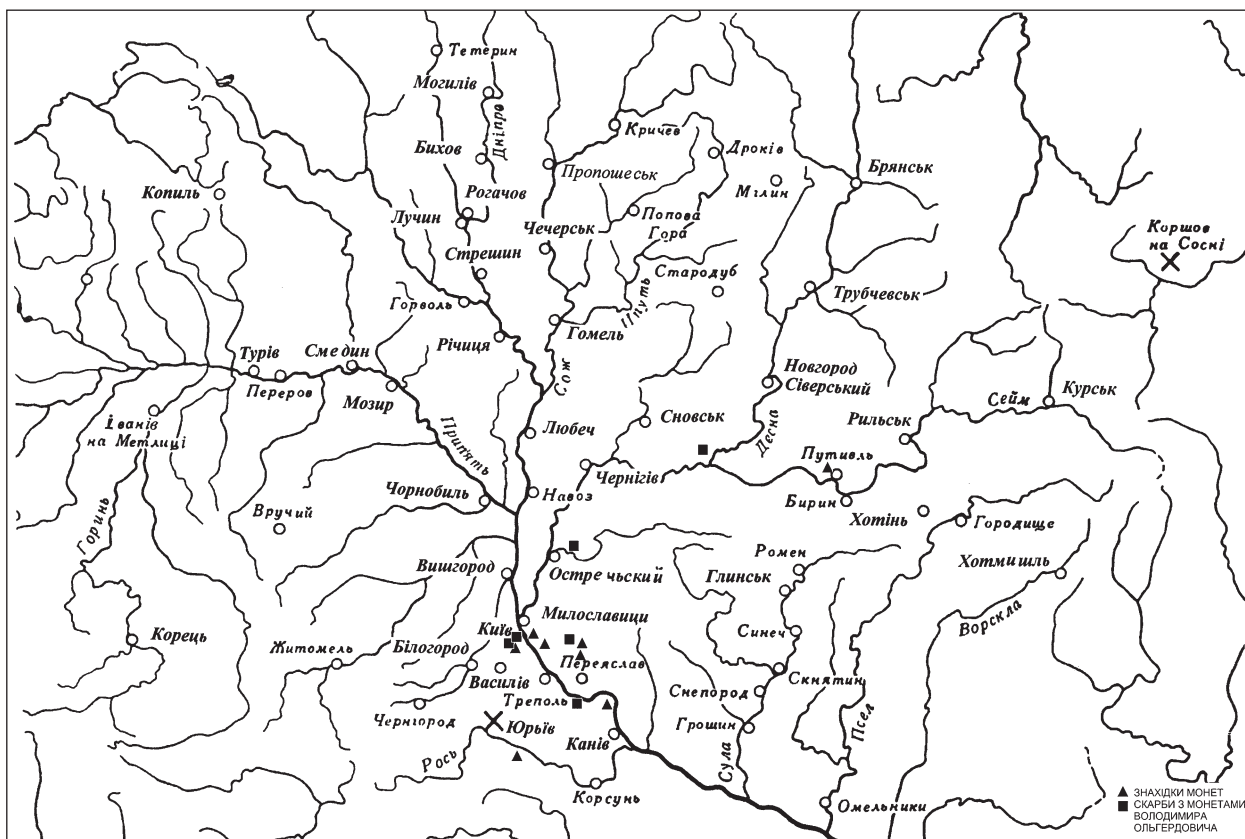 Тетерин
Могилів
Дніпро
Кричев
Дроків
Бихов
Пропошеськ
Мглин
Брянськ
Копиль
Рогачов
Лучин
Попова
Гора
Чечерськ
Коршов
на Сосні
Стрешин
Стародуб
Трубчевськ
Горволь
Іпуть
Гомель
Річиця
Турів
Смедин
Переров
Мозир
Сож
Новгород
Сіверський
Сейм
Курськ
Іванів
на Метлиці
Сновськ
Рильськ
Любеч
Десна
Прип'ять
Чернігів
Путивль
Чорнобиль
Навоз
Бирин
Хотінь
Городище
Вручий
Горинь
Ромен
Хотмишль
Вишгород
Остречьский
Глинськ
Милославици
Ворскла
Корець
Київ
Синеч
Житомель
Білогород
Переяслав
Скнятин
Василів
Снепород
Треполь
Чернгород
Юрьїв
Грошин
Псел
Канів
Рось
Сула
Корсунь
Омельники
ЗНАХІДКИ МОНЕТ
СКАРБИ З МОНЕТАМИ
ВОЛОДИМИРА
ОЛЬГЕРДОВИЧА